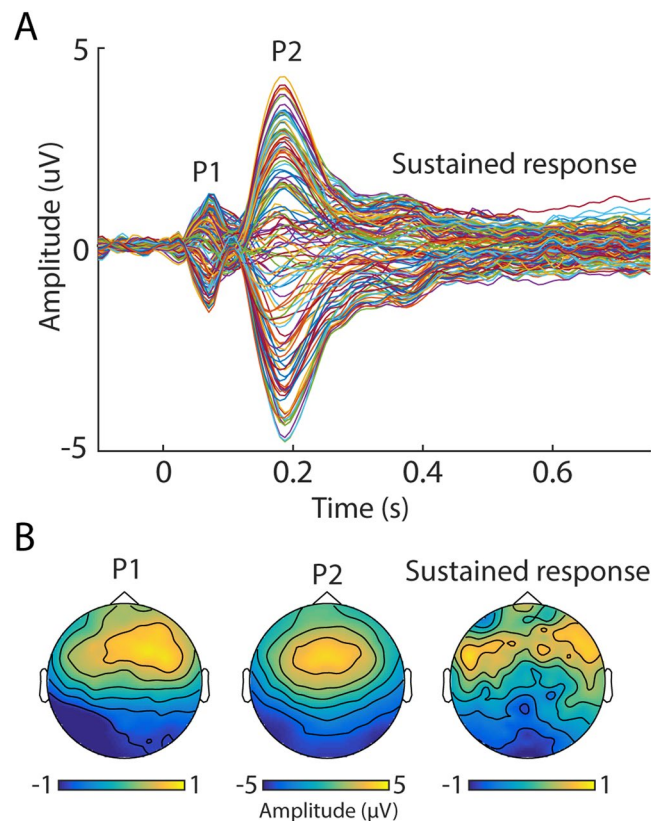 A
5
P2
P1
Sustained response
Amplitude (uV)
0
-5
0
0.2
0.4
0.6
Time (s)
B
P1
P2
Sustained response
-1
1
-5
5
-1
1
Amplitude (μV)